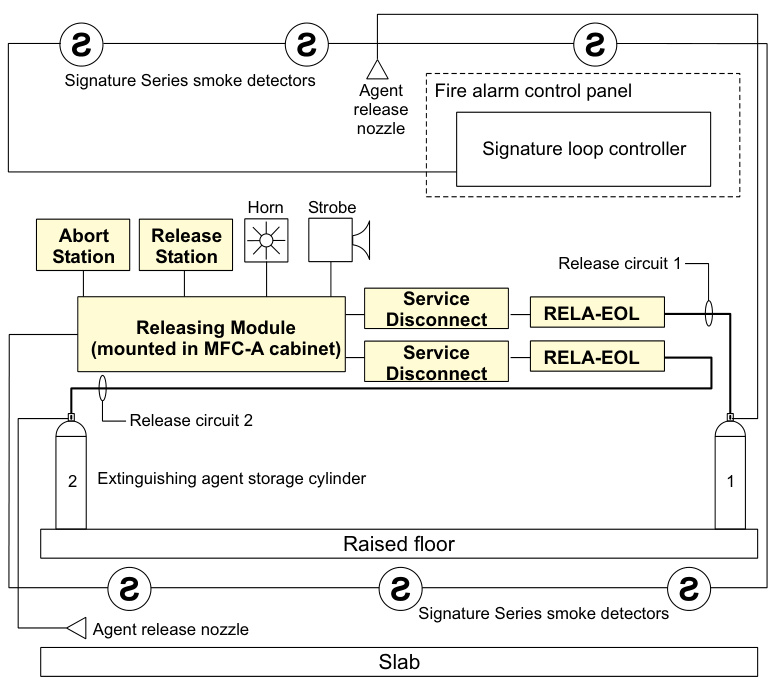 Signature Series smoke detectors
Agent
release
nozzle
Fire alarm control panel
Signature loop controller
Abort
Station
Release
Station
Horn
Strobe
Release circuit 1
Releasing Module
(mounted in MFC-A cabinet)
Service
Disconnect
RELA-EOL
Service
Disconnect
RELA-EOL
Release circuit 2
2
Extinguishing agent storage cylinder
1
Raised floor
Signature Series smoke detectors
Agent release nozzle
Slab